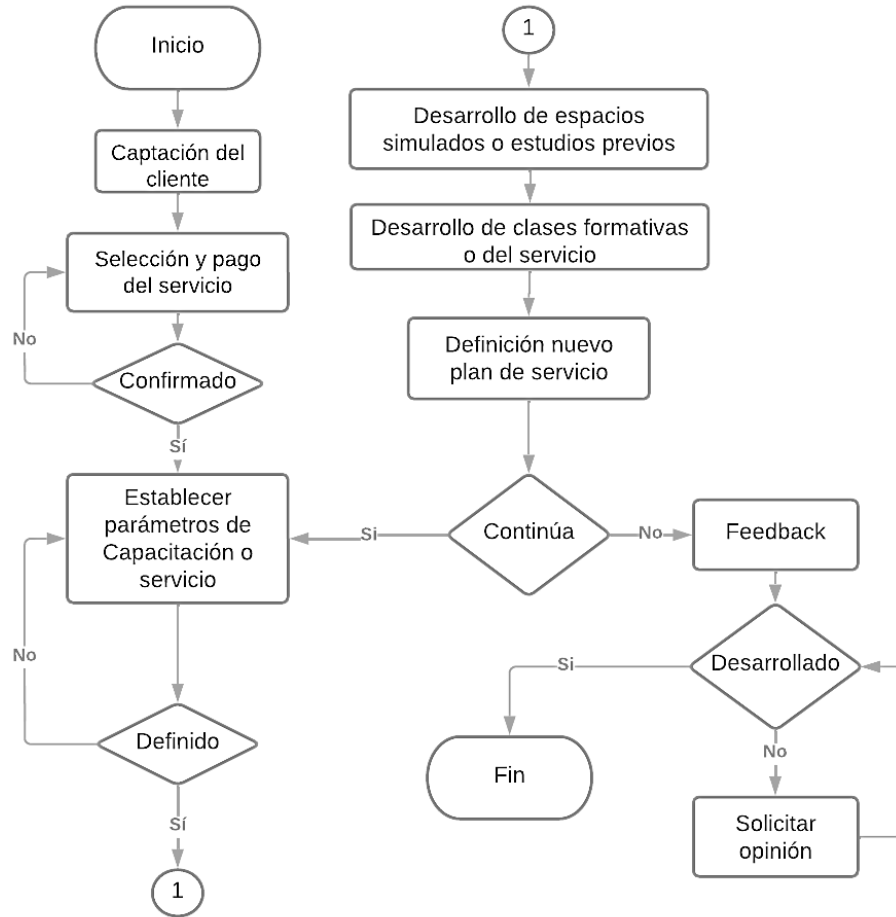 Inicio
Captación del
cliente
Selección y pago
del servicio
No
Confirmado
Sí
Establecer
parámetros de
Capacitación o
servicio
No
Definido
Sí
1
1
Desarrollo de espacios
simulados o estudios previos
Desarrollo de clases formativas
o del servicio
Definición nuevo
plan de servicio
Si
Continúa
No
Feedback
Desarrollado
Si
Fin
No
Solicitar
opinión